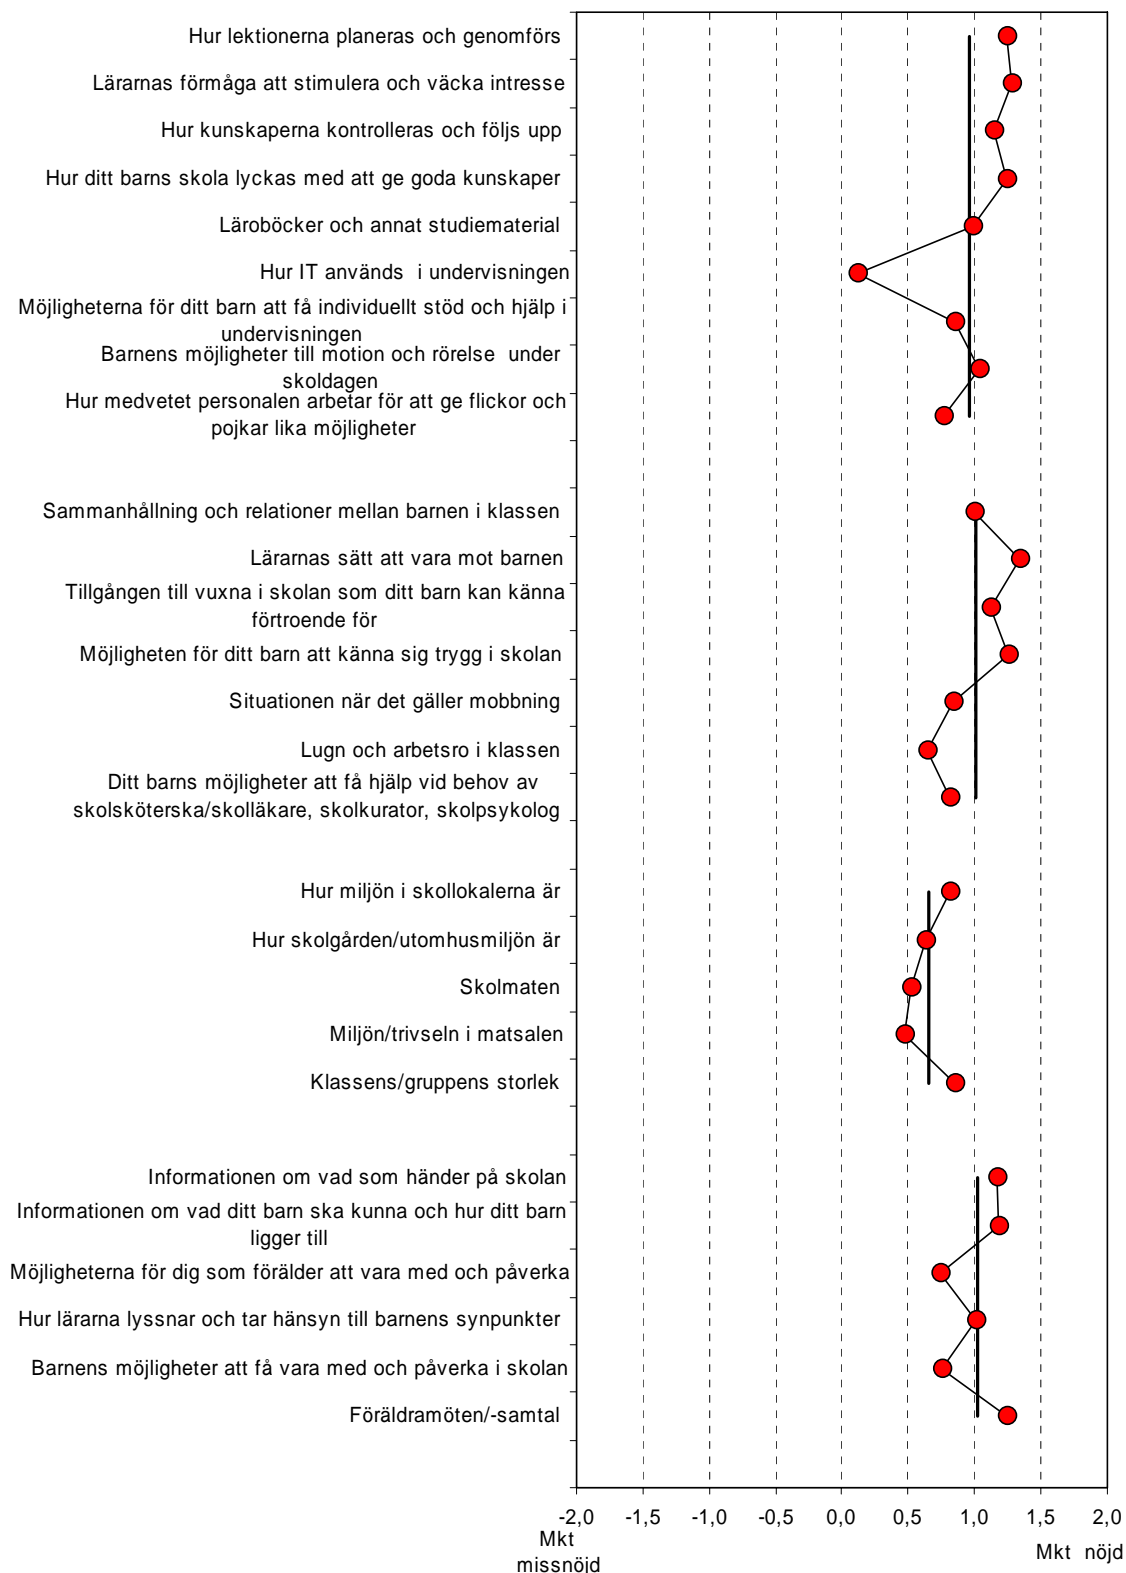 Hur lektionerna planeras och genomförs
Lärarnas förmåga att stimulera och väcka intresse
Hur kunskaperna kontrolleras och följs upp
Hur ditt barns skola lyckas med att ge goda kunskaper
Läroböcker och annat studiematerial
Hur IT används i undervisningen
Möjligheterna för ditt barn att få individuellt stöd och hjälp i
undervisningen
Barnens möjligheter till motion och rörelse under
skoldagen
Hur medvetet personalen arbetar för att ge flickor och
pojkar lika möjligheter
Sammanhållning och relationer mellan barnen i klassen
Lärarnas sätt att vara mot barnen
Tillgången till vuxna i skolan som ditt barn kan känna
förtroende för
Möjligheten för ditt barn att känna sig trygg i skolan
Situationen när det gäller mobbning
Lugn och arbetsro i klassen
Ditt barns möjligheter att få hjälp vid behov av
skolsköterska/skolläkare, skolkurator, skolpsykolog
Hur miljön i skollokalerna är
Hur skolgården/utomhusmiljön är
Skolmaten
Miljön/trivseln i matsalen
Klassens/gruppens storlek
Informationen om vad som händer på skolan
Informationen om vad ditt barn ska kunna och hur ditt barn
ligger till
Möjligheterna för dig som förälder att vara med och påverka
Hur lärarna lyssnar och tar hänsyn till barnens synpunkter
Barnens möjligheter att få vara med och påverka i skolan
Föräldramöten/-samtal
-2,0 -1,5 -1,0 -0,5 0,0 0,5 1,0 1,5 2,0
Mkt
missnöjd
Mkt nöjd